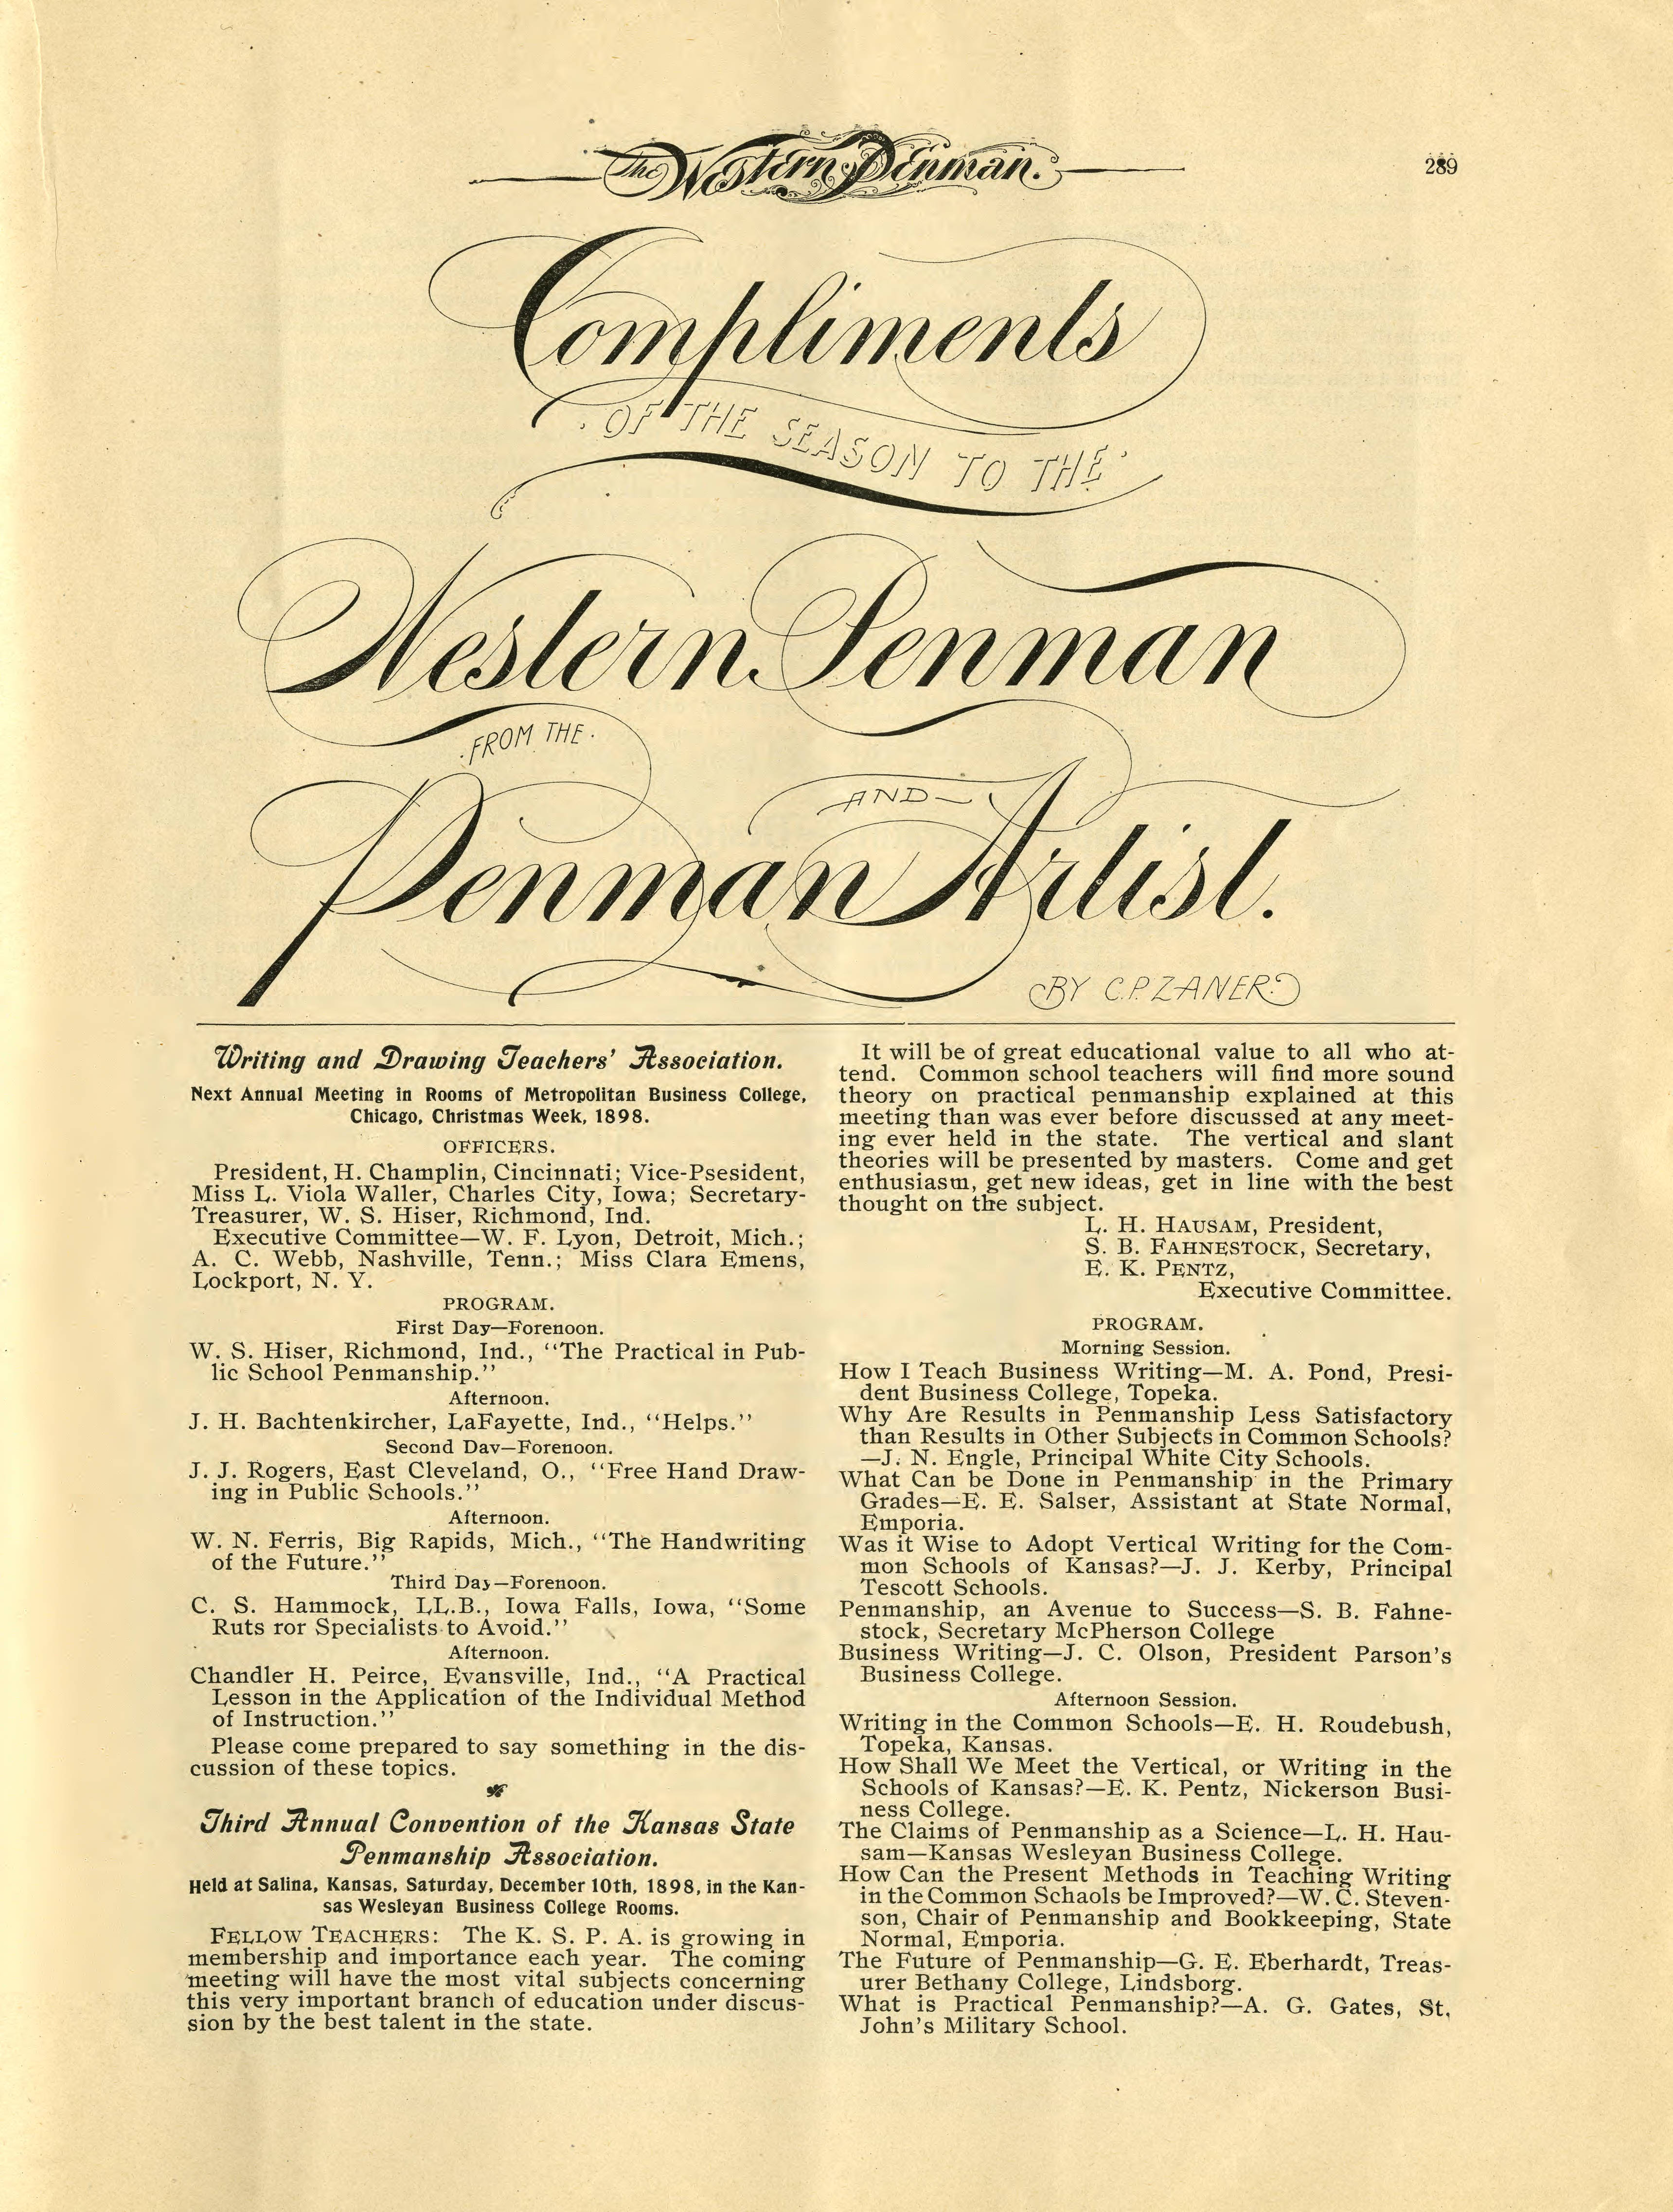 The Western Penman.
289
Compliments
OF THE SEASON TO THE
Western Penman
FROM THE
AND
Penman Artist.
BY C.P. ZANER
Writing and Drawing Teachers' Association.
Next Annual Meeting in Rooms of Metropolitan Business College,
Chicago, Christmas Week, 1898.
OFFICERS.
President, H. Champlin, Cincinnati; Vice-Psesident,
Miss L. Viola Waller, Charles City, Iowa; Secretary-
Treasurer, W. S. Hiser, Richmond, Ind.
Executive Committee—W. F. Lyon, Detroit, Mich.;
A. C. Webb, Nashville, Tenn.; Miss Clara Emens,
Lockport, N. Y.
PROGRAM.
First Day—Forenoon.
W. S. Hiser, Richmond, Ind., "The Practical in Pub-
lic School Penmanship."
Afternoon.
J. H. Bachtenkircher, LaFayette, Ind., "Helps."
Second Day—Forenoon.
J. J. Rogers, East Cleveland, O., "Free Hand Draw-
ing in Public Schools."
Afternoon.
W. N. Ferris, Big Rapids, Mich., "The Handwriting
of the Future."
Third Day—Forenoon.
C. S. Hammock, LL.B., Iowa Falls, Iowa, "Some
Ruts ror Specialists to Avoid."
Afternoon.
Chandler H. Peirce, Evansville, Ind., "A Practical
Lesson in the Application of the Individual Method
of Instruction."
Please come prepared to say something in the dis-
cussion of these topics.
Third Annual Convention of the Kansas State
Penmanship Association.
Held at Salina, Kansas, Saturday, December 10th, 1898, in the Kan-
sas Wesleyan Business College Rooms.
FELLOW TEACHERS: The K. S. P. A. is growing in
membership and importance each year. The coming
meeting will have the most vital subjects concerning
this very important branch of education under discus-
sion by the best talent in the state.
It will be of great educational value to all who at-
tend. Common school teachers will find more sound
theory on practical penmanship explained at this
meeting than was ever before discussed at any meet-
ing ever held in the state. The vertical and slant
theories will be presented by masters. Come and get
enthusiasm, get new ideas, get in line with the best
thought on the subject.
L. H. HAUSAM, President,
S. B. FAHNESTOCK, Secretary,
E. K. PENTZ,
Executive Committee.
PROGRAM.
Morning Session.
How I Teach Business Writing—M. A. Pond, Presi-
dent Business College, Topeka.
Why Are Results in Penmanship Less Satisfactory
than Results in Other Subjects in Common Schools?
—J. N. Engle, Principal White City Schools.
What Can be Done in Penmanship in the Primary
Grades—E. E. Salser, Assistant at State Normal,
Emporia.
Was it Wise to Adopt Vertical Writing for the Com-
mon Schools of Kansas?—J. J. Kerby, Principal
Tescott Schools.
Penmanship, an Avenue to Success—S. B. Fahne-
stock, Secretary McPherson College
Business Writing—J. C. Olson, President Parson's
Business College.
Afternoon Session.
Writing in the Common Schools—E. H. Roudebush,
Topeka, Kansas.
How Shall We Meet the Vertical, or Writing in the
Schools of Kansas?—E. K. Pentz, Nickerson Busi-
ness College.
The Claims of Penmanship as a Science—L. H. Hau-
sam—Kansas Wesleyan Business College.
How Can the Present Methods in Teaching Writing
in the Common Schaols be Improved?—W. C. Steven-
son, Chair of Penmanship and Bookkeeping, State
Normal, Emporia.
The Future of Penmanship—G. E. Eberhardt, Treas-
urer Bethany College, Lindsborg.
What is Practical Penmanship?—A. G. Gates, St,
John's Military School.